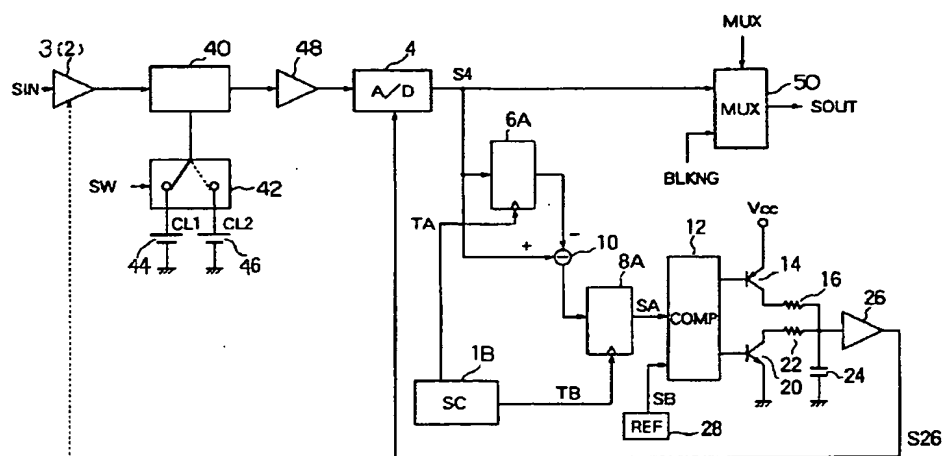 MUX
3(2)
40
48
4
50
SIN
A/D
S4
MUX
SOUT
6A
SW
42
BLKNG
CL1
CL2
TA
Vcc
-
12
14
44
46
+
10
8A
16
26
SA
COMP
1B
22
24
SC
TB
20
SB
REF
28
S26